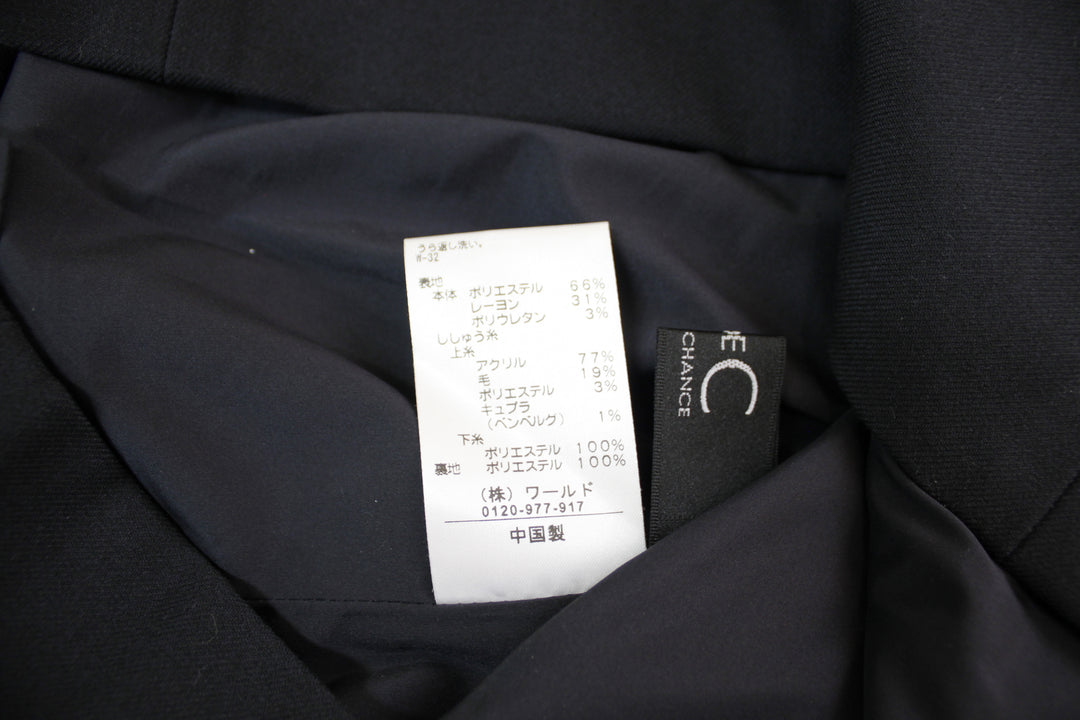 うら返し洗い。
W-32
表地
本体 ポリエステル 66%
レーヨン 31%
ポリウレタン 3%
ししゅう糸
上糸
アクリル 77%
毛 19%
ポリエステル 3%
キュプラ
(ベンベルグ) 1%
下糸
ポリエステル 100%
裏地 ポリエステル 100%
(株) ワールド
0120-977-917
中国製
C
CHANCE